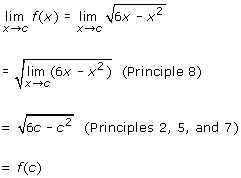 lim x→c f(x) = lim x→c √(6x − x²)
= √(lim x→c (6x − x²)) (Principle 8)
= √(6c − c²) (Principles 2, 5, and 7)
= f(c)